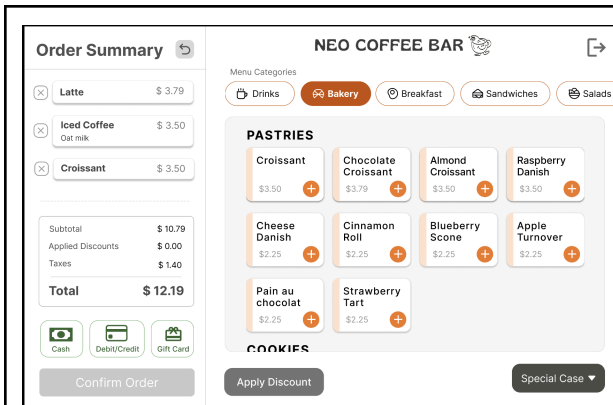 Order Summary
Latte $ 3.79
Iced Coffee $ 3.50
Oat milk
Croissant $ 3.50
Subtotal $ 10.79
Applied Discounts $ 0.00
Taxes $ 1.40
Total $ 12.19
Cash
Debit/Credit
Gift Card
Confirm Order
NEO COFFEE BAR
Menu Categories
Drinks
Bakery
Breakfast
Sandwiches
Salads
PASTRIES
Croissant
$3.50
Chocolate
Croissant
$3.79
Almond
Croissant
$3.50
Raspberry
Danish
$3.50
Cheese
Danish
$2.25
Cinnamon
Roll
$2.25
Blueberry
Scone
$2.25
Apple
Turnover
$2.25
Pain au
chocolat
$2.25
Strawberry
Tart
$2.25
COOKIES
Apply Discount
Special Case